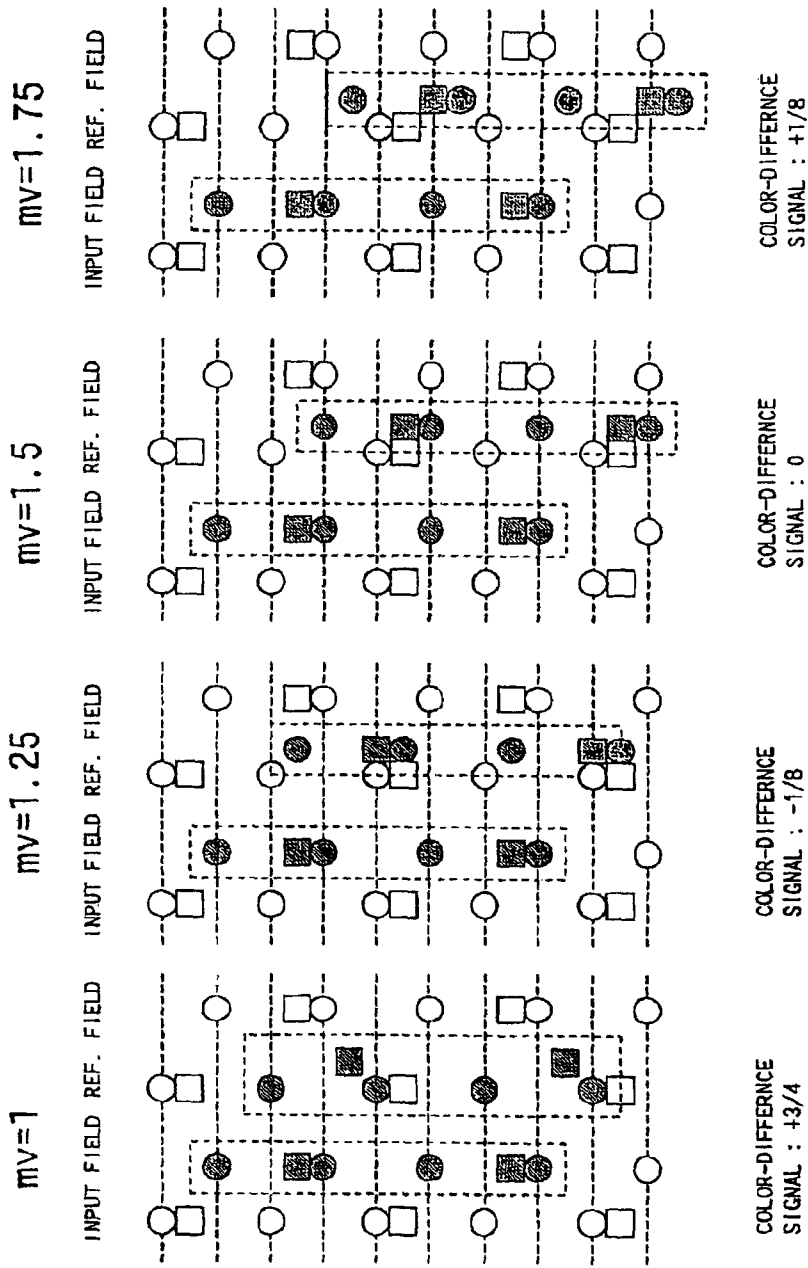 mv=1
INPUT FIELD REF. FIELD
COLOR-DIFFERNCE
SIGNAL : +3/4
mv=1.25
INPUT FIELD REF. FIELD
COLOR-DIFFERNCE
SIGNAL : -1/8
mv=1.5
INPUT FIELD REF. FIELD
COLOR-DIFFERNCE
SIGNAL : 0
mv=1.75
INPUT FIELD REF. FIELD
COLOR-DIFFERNCE
SIGNAL : +1/8